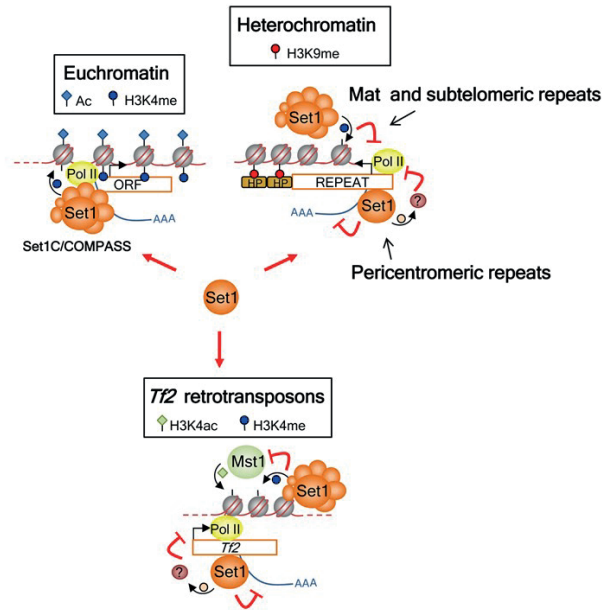 Heterochromatin
H3K9me
Euchromatin
Ac H3K4me
Set1
Mat and subtelomeric repeats
Pol II
ORF
Set1
AAA
Set1C/COMPASS
Pol II
HP HP REPEAT
AAA
Set1
?
Pericentromeric repeats
Set1
Tf2 retrotransposons
H3K4ac H3K4me
Mst1
Set1
Pol II
Tf2
?
Set1
AAA